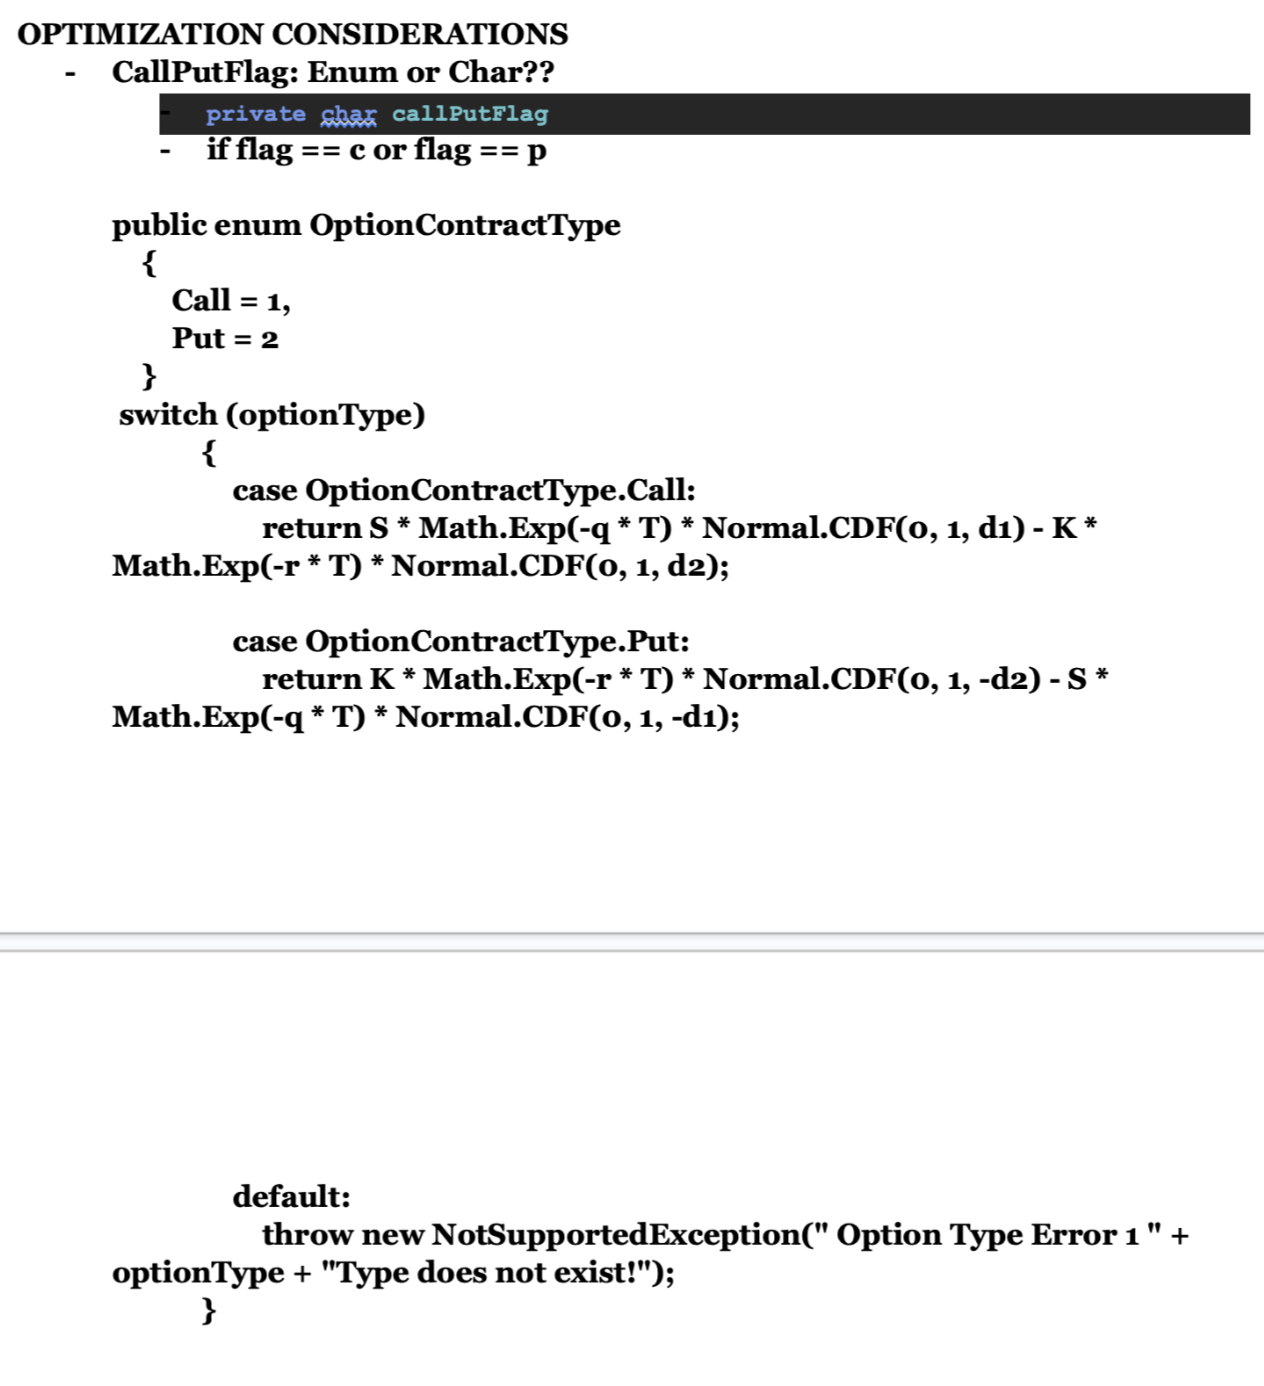 OPTIMIZATION CONSIDERATIONS
- CallPutFlag: Enum or Char??
- private char callPutFlag
- if flag == c or flag == p
public enum OptionContractType
{
Call = 1,
Put = 2
}
switch (optionType)
{
case OptionContractType.Call:
return S * Math.Exp(-q * T) * Normal.CDF(0, 1, d1) - K *
Math.Exp(-r * T) * Normal.CDF(0, 1, d2);
case OptionContractType.Put:
return K * Math.Exp(-r * T) * Normal.CDF(0, 1, -d2) - S *
Math.Exp(-q * T) * Normal.CDF(0, 1, -d1);
default:
throw new NotSupportedException(" Option Type Error 1 " +
optionType + "Type does not exist!");
}